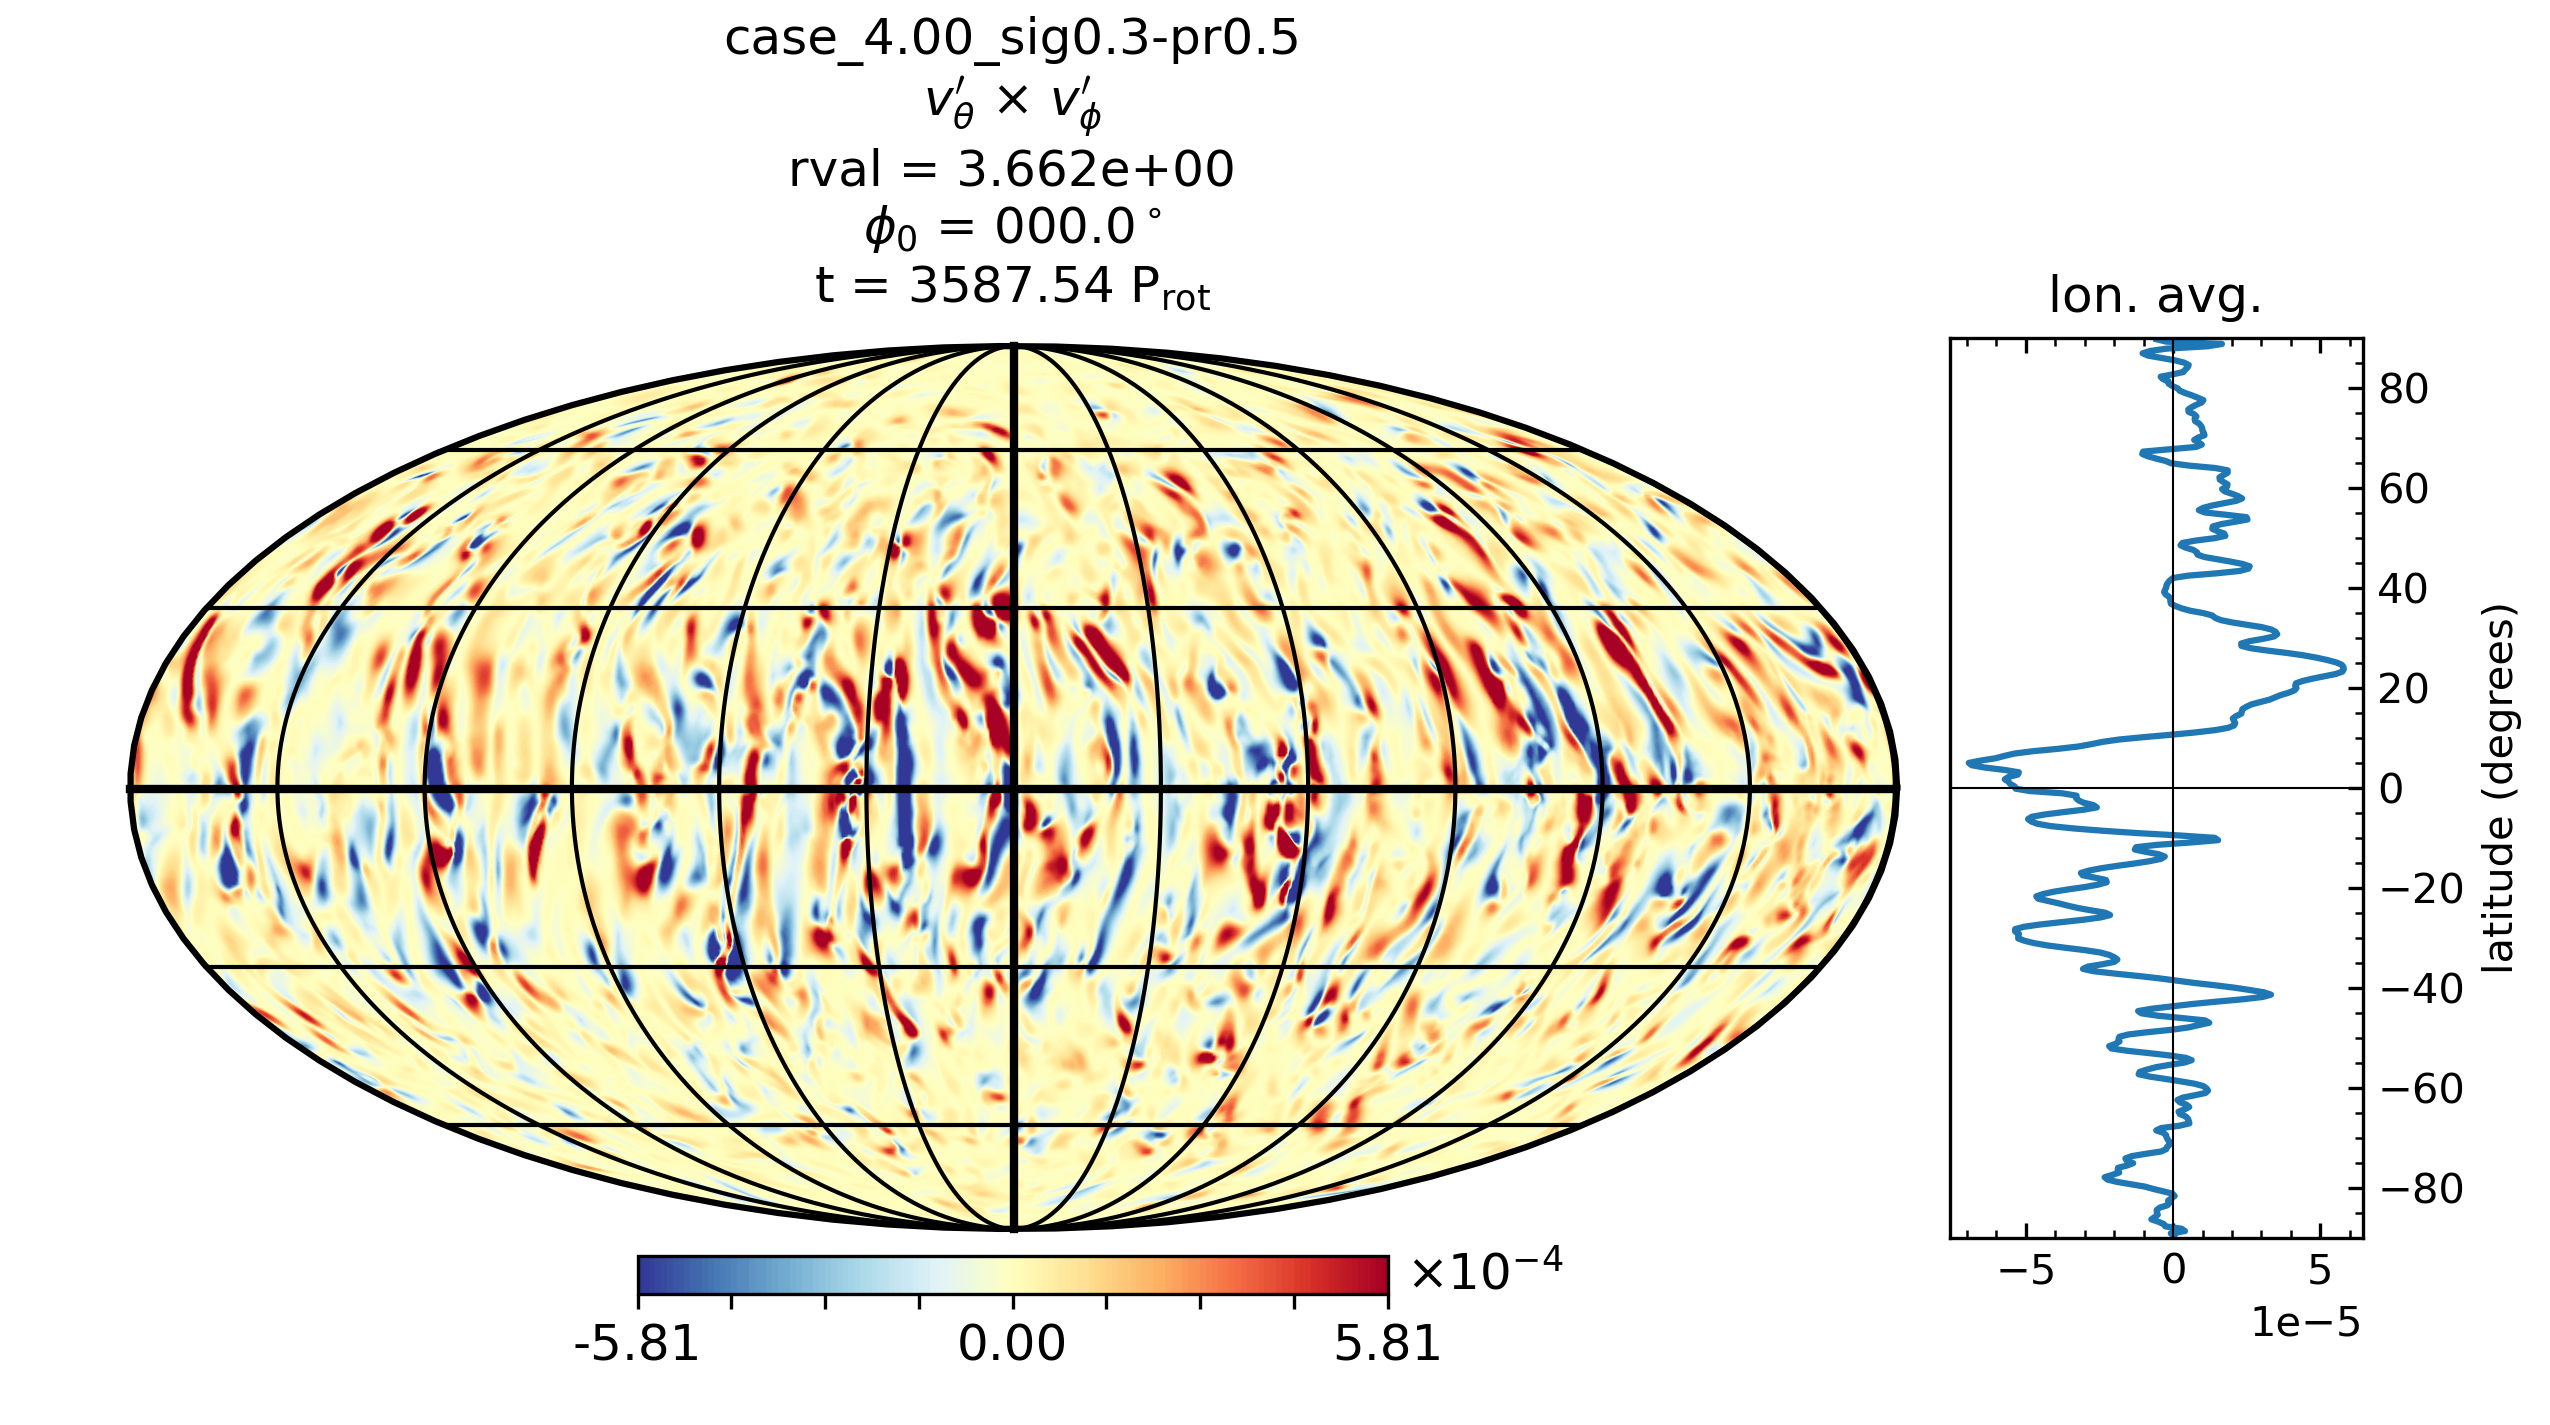 case_4.00_sig0.3-pr0.5
v′θ × v′ϕ
rval = 3.662e+00
ϕ0 = 000.0°
t = 3587.54 Prot
lon. avg.
80
60
40
20
0
−20
−40
−60
−80
latitude (degrees)
−5 0 5
1e−5
×10−4
-5.81 0.00 5.81